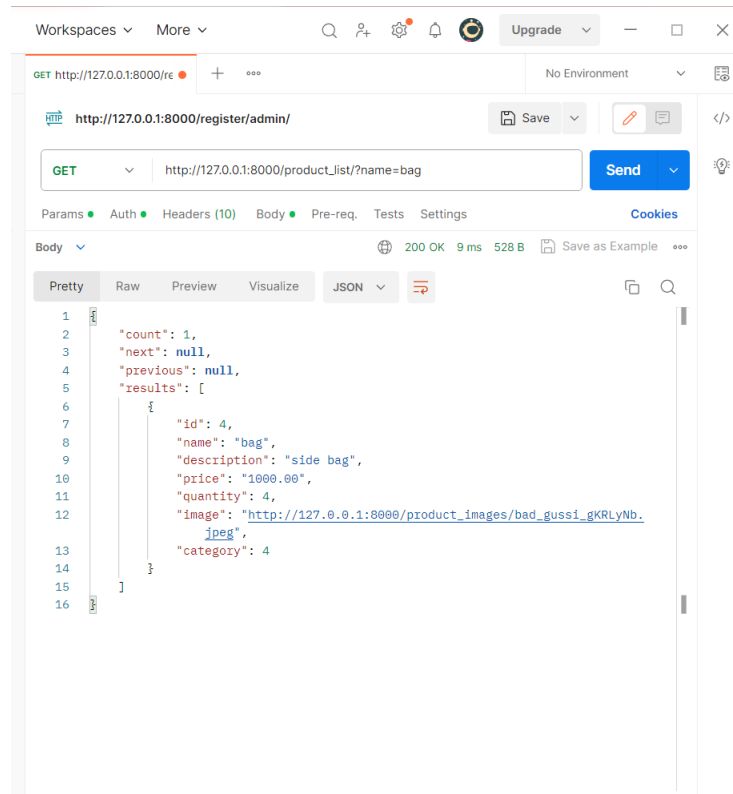 Workspaces More Upgrade
GET http://127.0.0.1:8000/re No Environment
HTTP http://127.0.0.1:8000/register/admin/ Save
GET http://127.0.0.1:8000/product_list/?name=bag Send
Params Auth Headers (10) Body Pre-req. Tests Settings Cookies
Body 200 OK 9 ms 528 B Save as Example
Pretty Raw Preview Visualize JSON
1 {
2 "count": 1,
3 "next": null,
4 "previous": null,
5 "results": [
6 {
7 "id": 4,
8 "name": "bag",
9 "description": "side bag",
10 "price": "1000.00",
11 "quantity": 4,
12 "image": "http://127.0.0.1:8000/product_images/bad_gussi_gKRLyNb.
jpeg",
13 "category": 4
14 }
15 ]
16 }